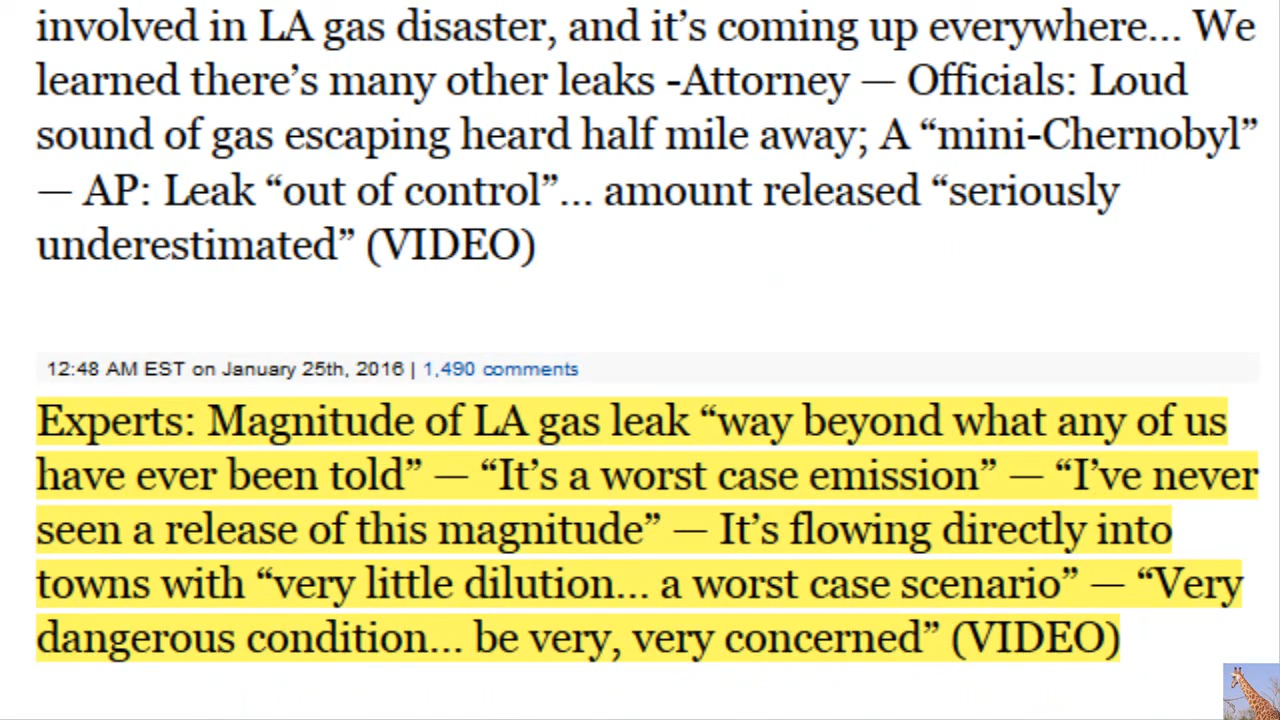 involved in LA gas disaster, and it’s coming up everywhere… We
learned there’s many other leaks -Attorney — Officials: Loud
sound of gas escaping heard half mile away; A “mini-Chernobyl”
— AP: Leak “out of control”… amount released “seriously
underestimated” (VIDEO)
12:48 AM EST on January 25th, 2016 | 1,490 comments
Experts: Magnitude of LA gas leak “way beyond what any of us
have ever been told” — “It’s a worst case emission” — “I’ve never
seen a release of this magnitude” — It’s flowing directly into
towns with “very little dilution… a worst case scenario” — “Very
dangerous condition… be very, very concerned” (VIDEO)